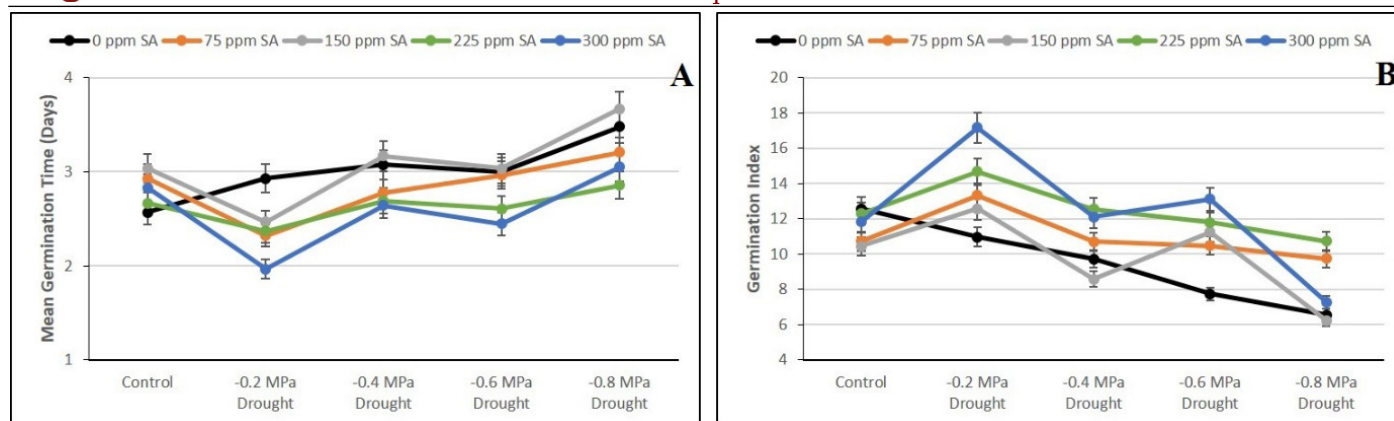 0 ppm SA 75 ppm SA 150 ppm SA 225 ppm SA 300 ppm SA
A
Mean Germination Time (Days)
4
3
2
1
Control -0.2 MPa Drought -0.4 MPa Drought -0.6 MPa Drought -0.8 MPa Drought
0 ppm SA 75 ppm SA 150 ppm SA 225 ppm SA 300 ppm SA
B
Germination Index
20
18
16
14
12
10
8
6
4
Control -0.2 MPa Drought -0.4 MPa Drought -0.6 MPa Drought -0.8 MPa Drought